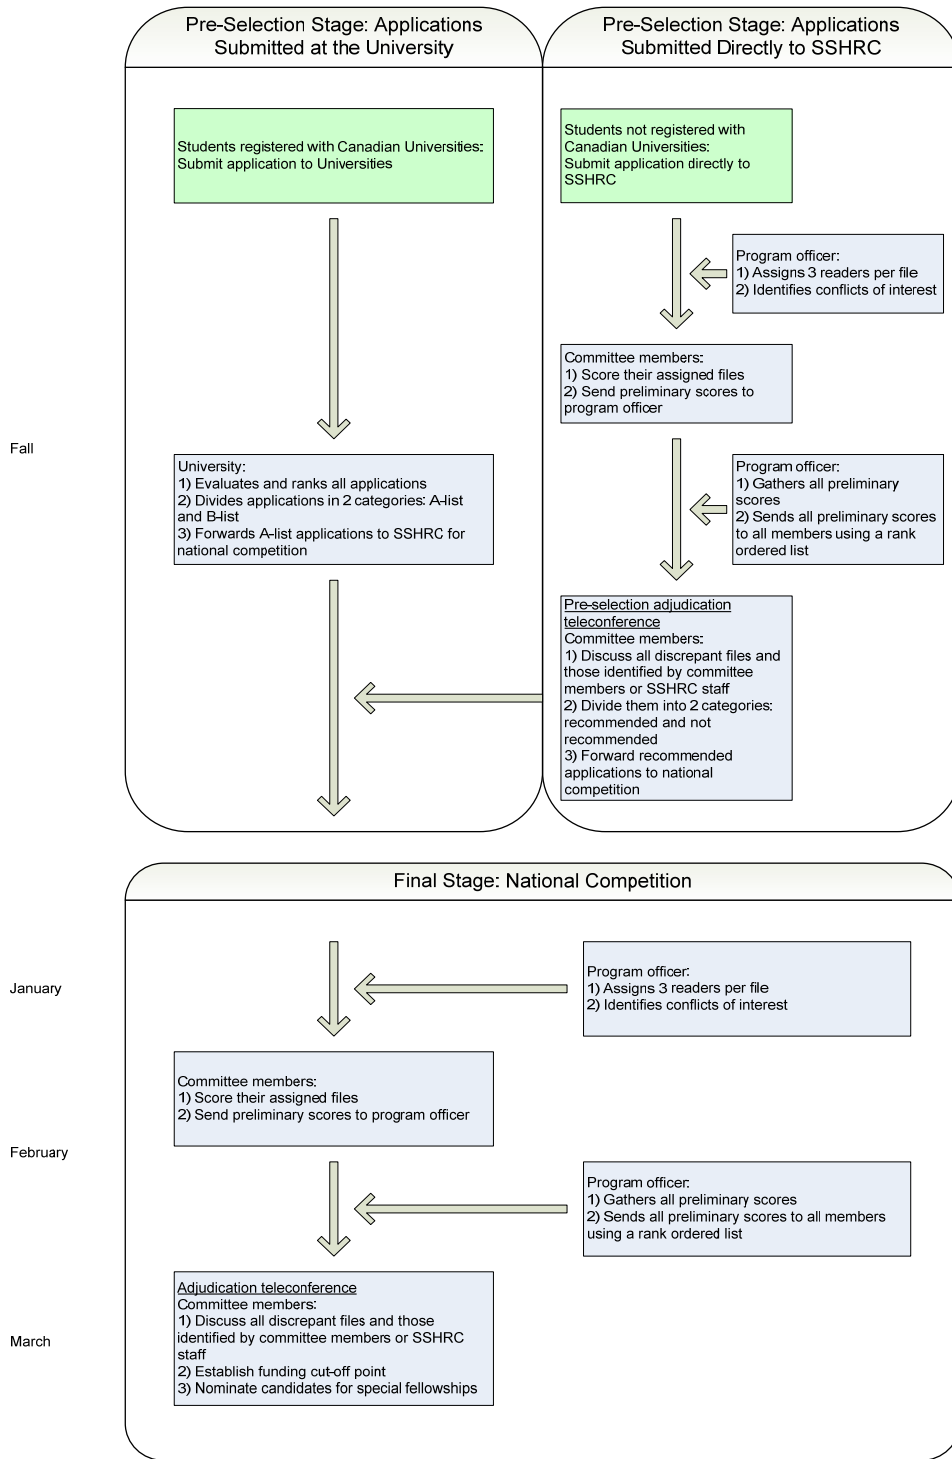 Pre-Selection Stage: Applications
Submitted at the University
Pre-Selection Stage: Applications
Submitted Directly to SSHRC
Students registered with Canadian Universities:
Submit application to Universities
Students not registered with
Canadian Universities:
Submit application directly to
SSHRC
Program officer:
1) Assigns 3 readers per file
2) Identifies conflicts of interest
Committee members:
1) Score their assigned files
2) Send preliminary scores to
program officer
Fall
University:
1) Evaluates and ranks all applications
2) Divides applications in 2 categories: A-list
and B-list
3) Forwards A-list applications to SSHRC for
national competition
Program officer:
1) Gathers all preliminary
scores
2) Sends all preliminary scores
to all members using a rank
ordered list
Pre-selection adjudication
teleconference
Committee members:
1) Discuss all discrepant files and
those identified by committee
members or SSHRC staff
2) Divide them into 2 categories:
recommended and not
recommended
3) Forward recommended
applications to national
competition
Final Stage: National Competition
January
Program officer:
1) Assigns 3 readers per file
2) Identifies conflicts of interest
Committee members:
1) Score their assigned files
2) Send preliminary scores to program officer
February
Program officer:
1) Gathers all preliminary scores
2) Sends all preliminary scores to all members
using a rank ordered list
March
Adjudication teleconference
Committee members:
1) Discuss all discrepant files and those
identified by committee members or SSHRC
staff
2) Establish funding cut-off point
3) Nominate candidates for special fellowships